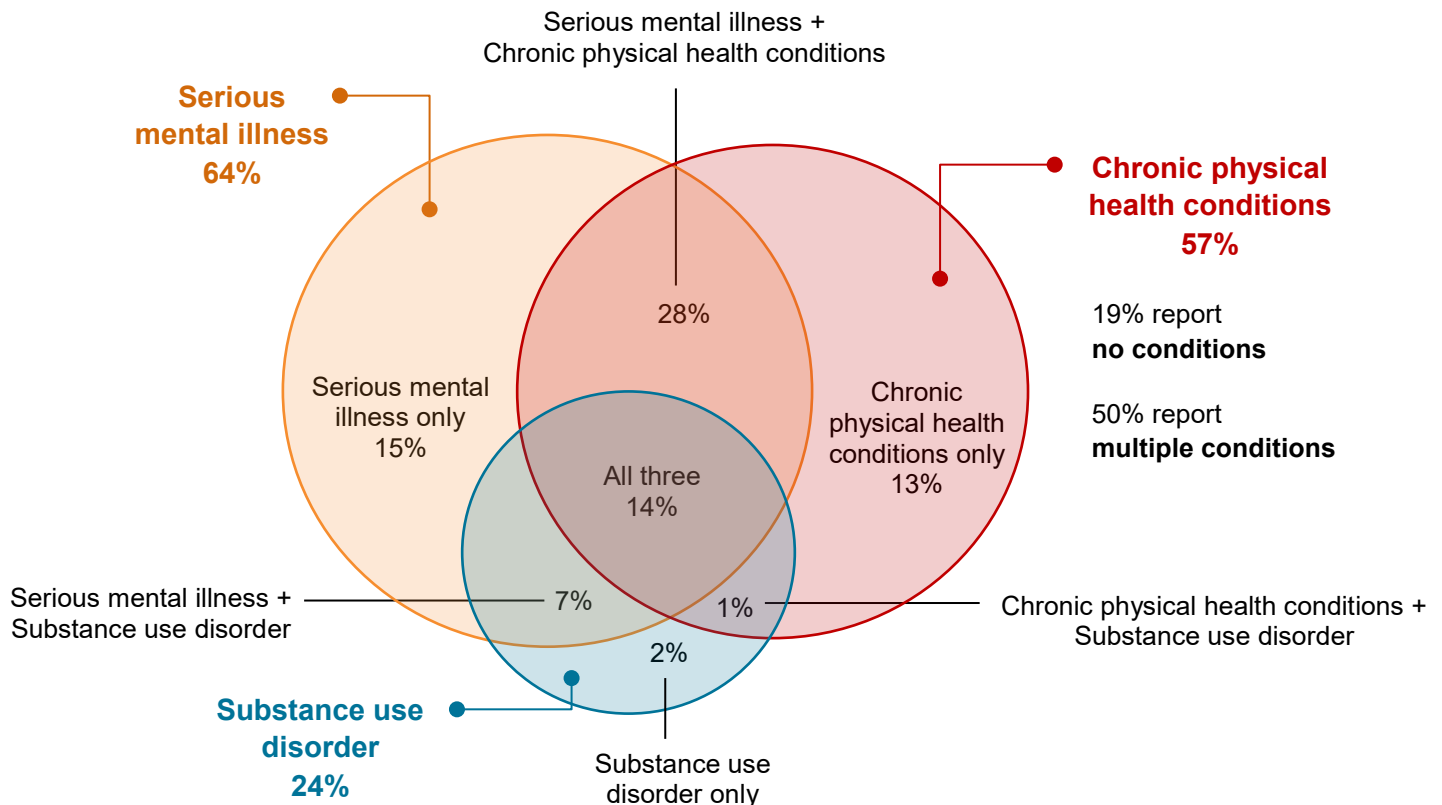 Serious mental illness +
Chronic physical health conditions
Serious
mental illness
64%
Chronic physical
health conditions
57%
19% report
no conditions
50% report
multiple conditions
28%
Serious mental
illness only
15%
Chronic
physical health
conditions only
13%
All three
14%
Serious mental illness +
Substance use disorder
7%
1%
Chronic physical health conditions +
Substance use disorder
2%
Substance use
disorder
24%
Substance use
disorder only